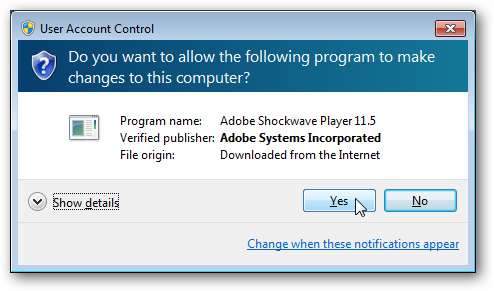 User Account Control
Do you want to allow the following program to make
changes to this computer?
Program name: Adobe Shockwave Player 11.5
Verified publisher: Adobe Systems Incorporated
File origin: Downloaded from the Internet
Show details
Yes
No
Change when these notifications appear